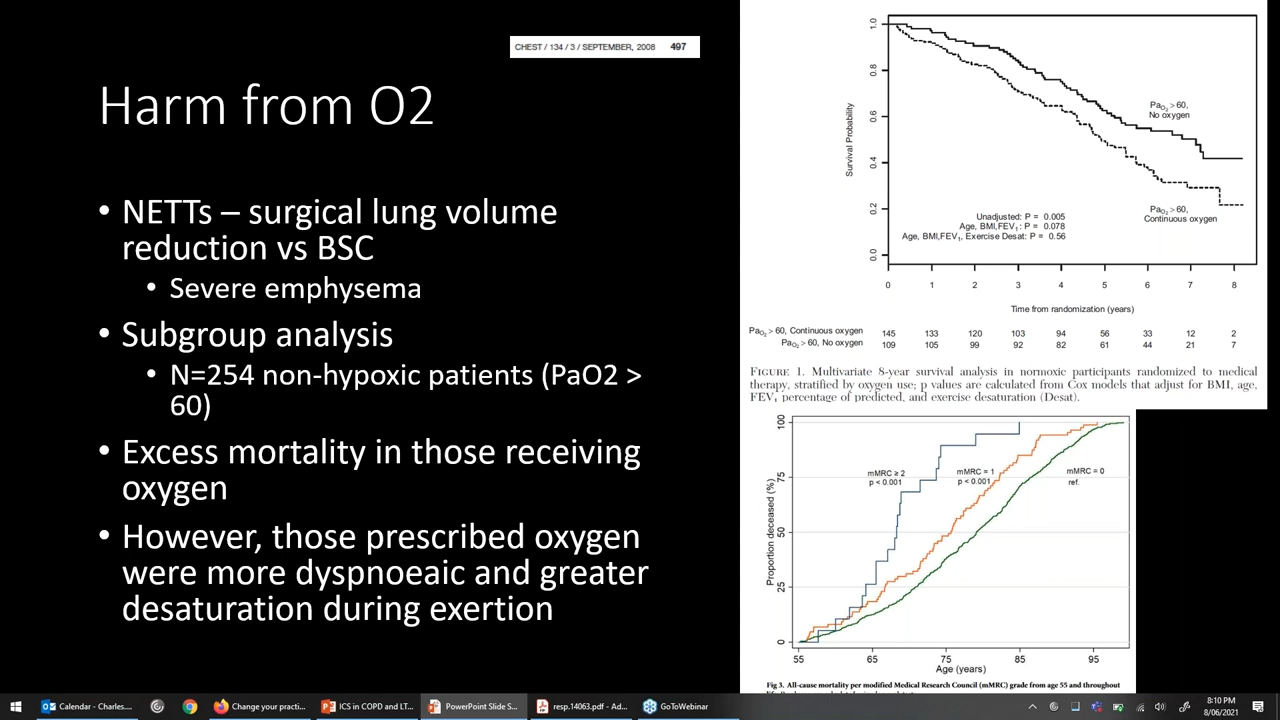 CHEST / 134 / 3 / SEPTEMBER, 2008 497
Harm from O2
• NETTs – surgical lung volume
reduction vs BSC
• Severe emphysema
• Subgroup analysis
• N=254 non-hypoxic patients (PaO2 >
60)
• Excess mortality in those receiving
oxygen
• However, those prescribed oxygen
were more dyspnoeaic and greater
desaturation during exertion
Survival Probability
1.0
0.8
0.6
0.4
0.2
0.0
PaO2 > 60,
No oxygen
PaO2 > 60,
Continuous oxygen
Unadjusted: P = 0.005
Age, BMI,FEV1: P = 0.078
Age, BMI,FEV1, Exercise Desat: P = 0.56
0 1 2 3 4 5 6 7 8
Time from randomization (years)
PaO2 > 60, Continuous oxygen 145 133 120 103 94 56 33 12 2
PaO2 > 60, No oxygen 109 105 99 92 82 61 44 21 7
FIGURE 1. Multivariate 8-year survival analysis in normoxic participants randomized to medical
therapy, stratified by oxygen use; p values are calculated from Cox models that adjust for BMI, age,
FEV1 percentage of predicted, and exercise desaturation (Desat).
Proportion deceased (%)
100
75
50
25
0
mMRC ≥ 2
p < 0.001
mMRC = 1
p < 0.001
mMRC = 0
ref.
55 65 75 85 95
Age (years)
Fig 3. All-cause mortality per modified Medical Research Council (mMRC) grade from age 55 and throughout
Calendar - Charles....
Change your practi...
ICS in COPD and LT...
PowerPoint Slide S...
resp.14063.pdf - Ad...
GoToWebinar
8:10 PM
8/06/2021